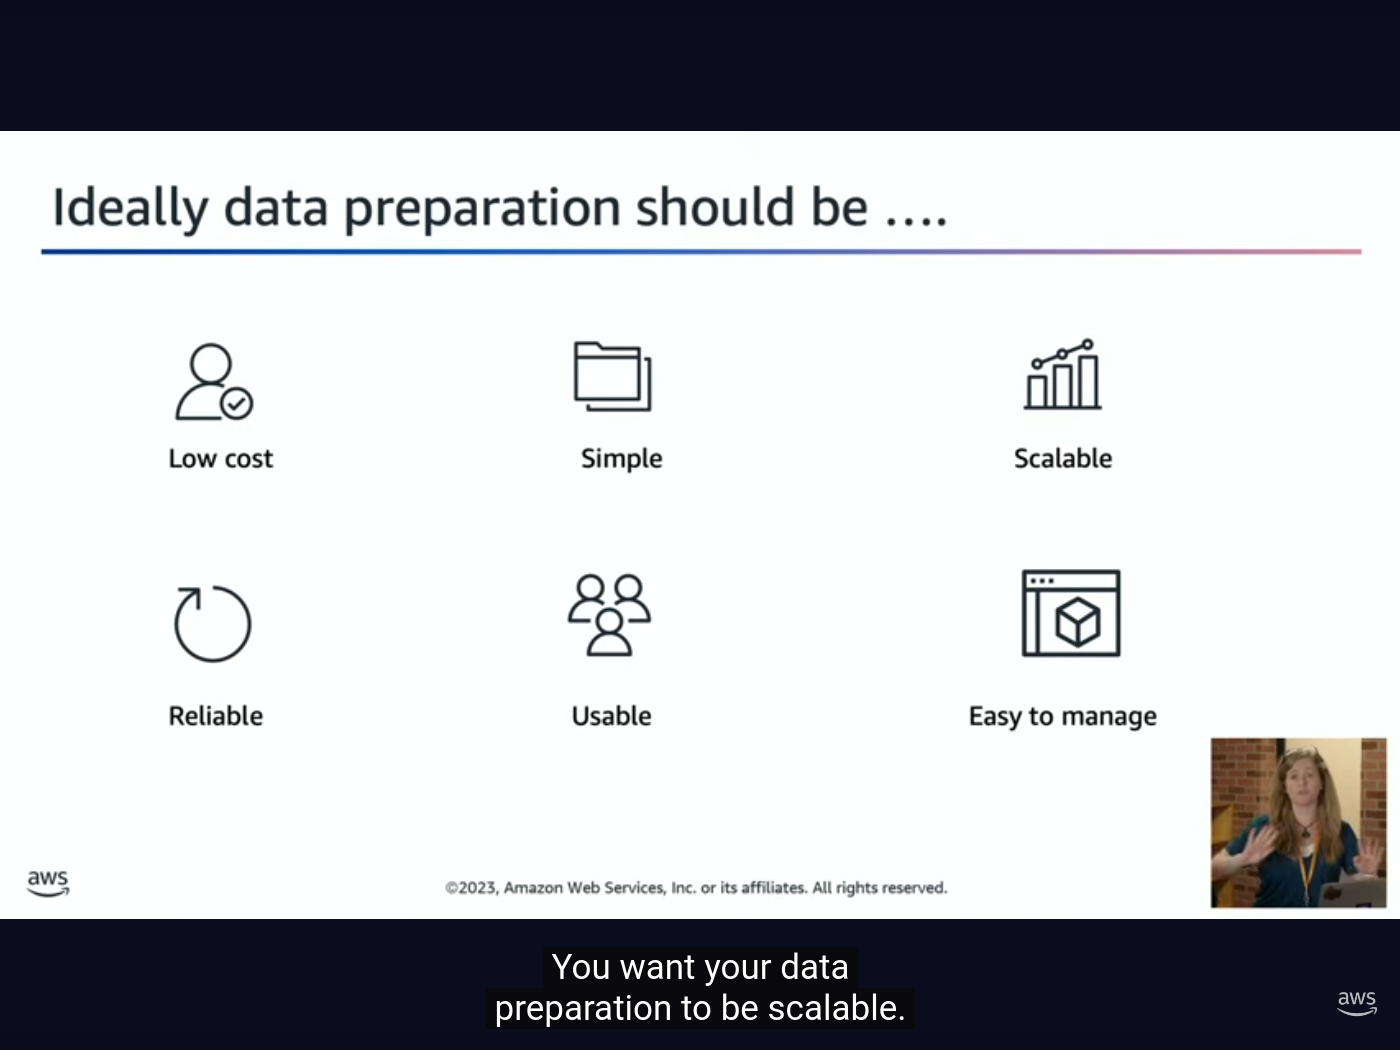 Ideally data preparation should be ....
Low cost
Simple
Scalable
Reliable
Usable
Easy to manage
aws
©2023, Amazon Web Services, Inc. or its affiliates. All rights reserved.
You want your data
preparation to be scalable.
aws